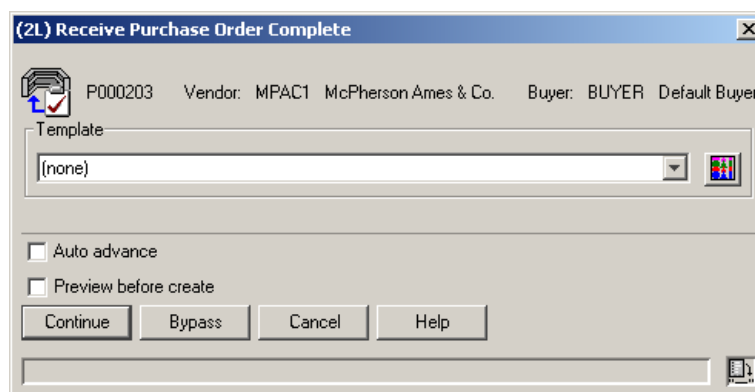 (2L) Receive Purchase Order Complete
P000203 Vendor: MPAC1 McPherson Ames & Co. Buyer: BUYER Default Buyer
Template
(none)
Auto advance
Preview before create
Continue Bypass Cancel Help